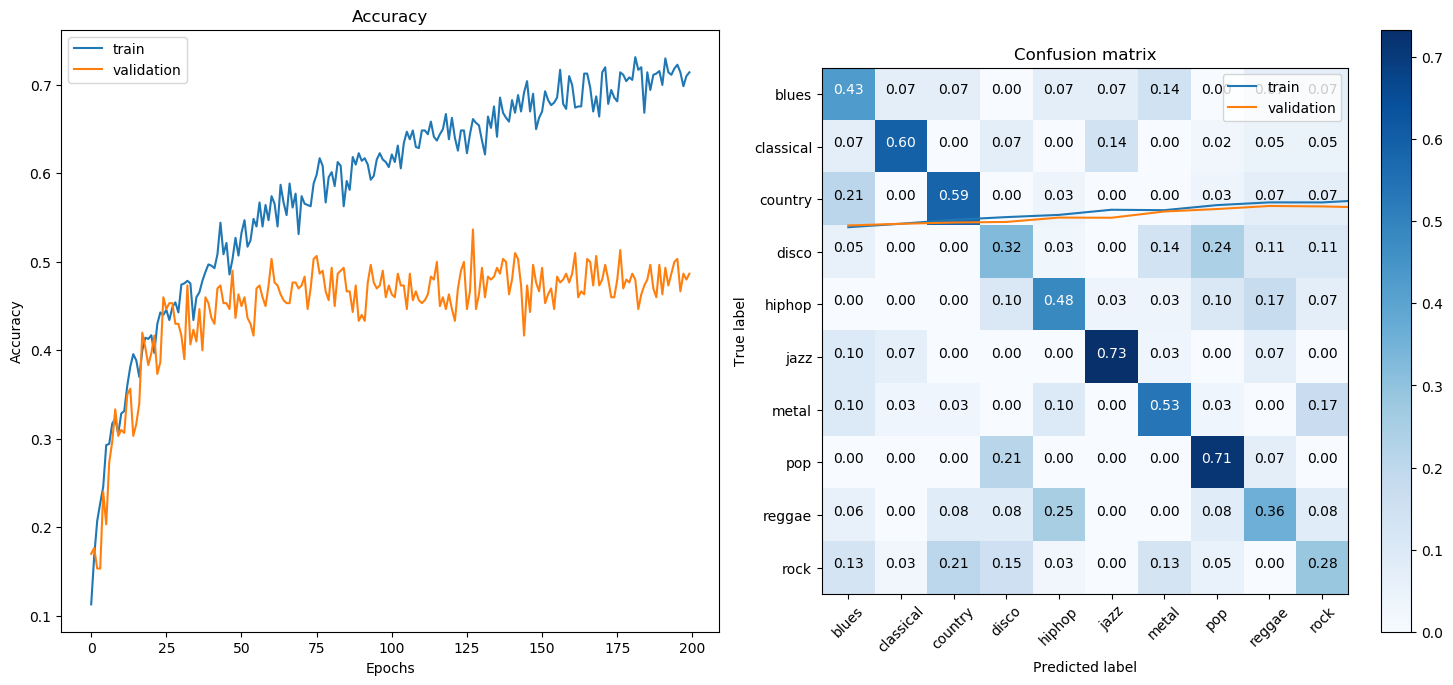 Accuracy
train
validation
0.7
0.6
0.5
0.4
0.3
0.2
0.1
Accuracy
0 25 50 75 100 125 150 175 200
Epochs
Confusion matrix
train
validation
blues 0.43 0.07 0.07 0.00 0.07 0.07 0.14 0.00 0.07
classical 0.07 0.60 0.00 0.07 0.00 0.14 0.00 0.02 0.05 0.05
country 0.21 0.00 0.59 0.00 0.03 0.00 0.00 0.03 0.07 0.07
disco 0.05 0.00 0.00 0.32 0.03 0.00 0.14 0.24 0.11 0.11
hiphop 0.00 0.00 0.00 0.10 0.48 0.03 0.03 0.10 0.17 0.07
jazz 0.10 0.07 0.00 0.00 0.00 0.73 0.03 0.00 0.07 0.00
metal 0.10 0.03 0.03 0.00 0.10 0.00 0.53 0.03 0.00 0.17
pop 0.00 0.00 0.00 0.21 0.00 0.00 0.00 0.71 0.07 0.00
reggae 0.06 0.00 0.08 0.08 0.25 0.00 0.00 0.08 0.36 0.08
rock 0.13 0.03 0.21 0.15 0.03 0.00 0.13 0.05 0.00 0.28
True label
blues classical country disco hiphop jazz metal pop reggae rock
Predicted label
0.7
0.6
0.5
0.4
0.3
0.2
0.1
0.0